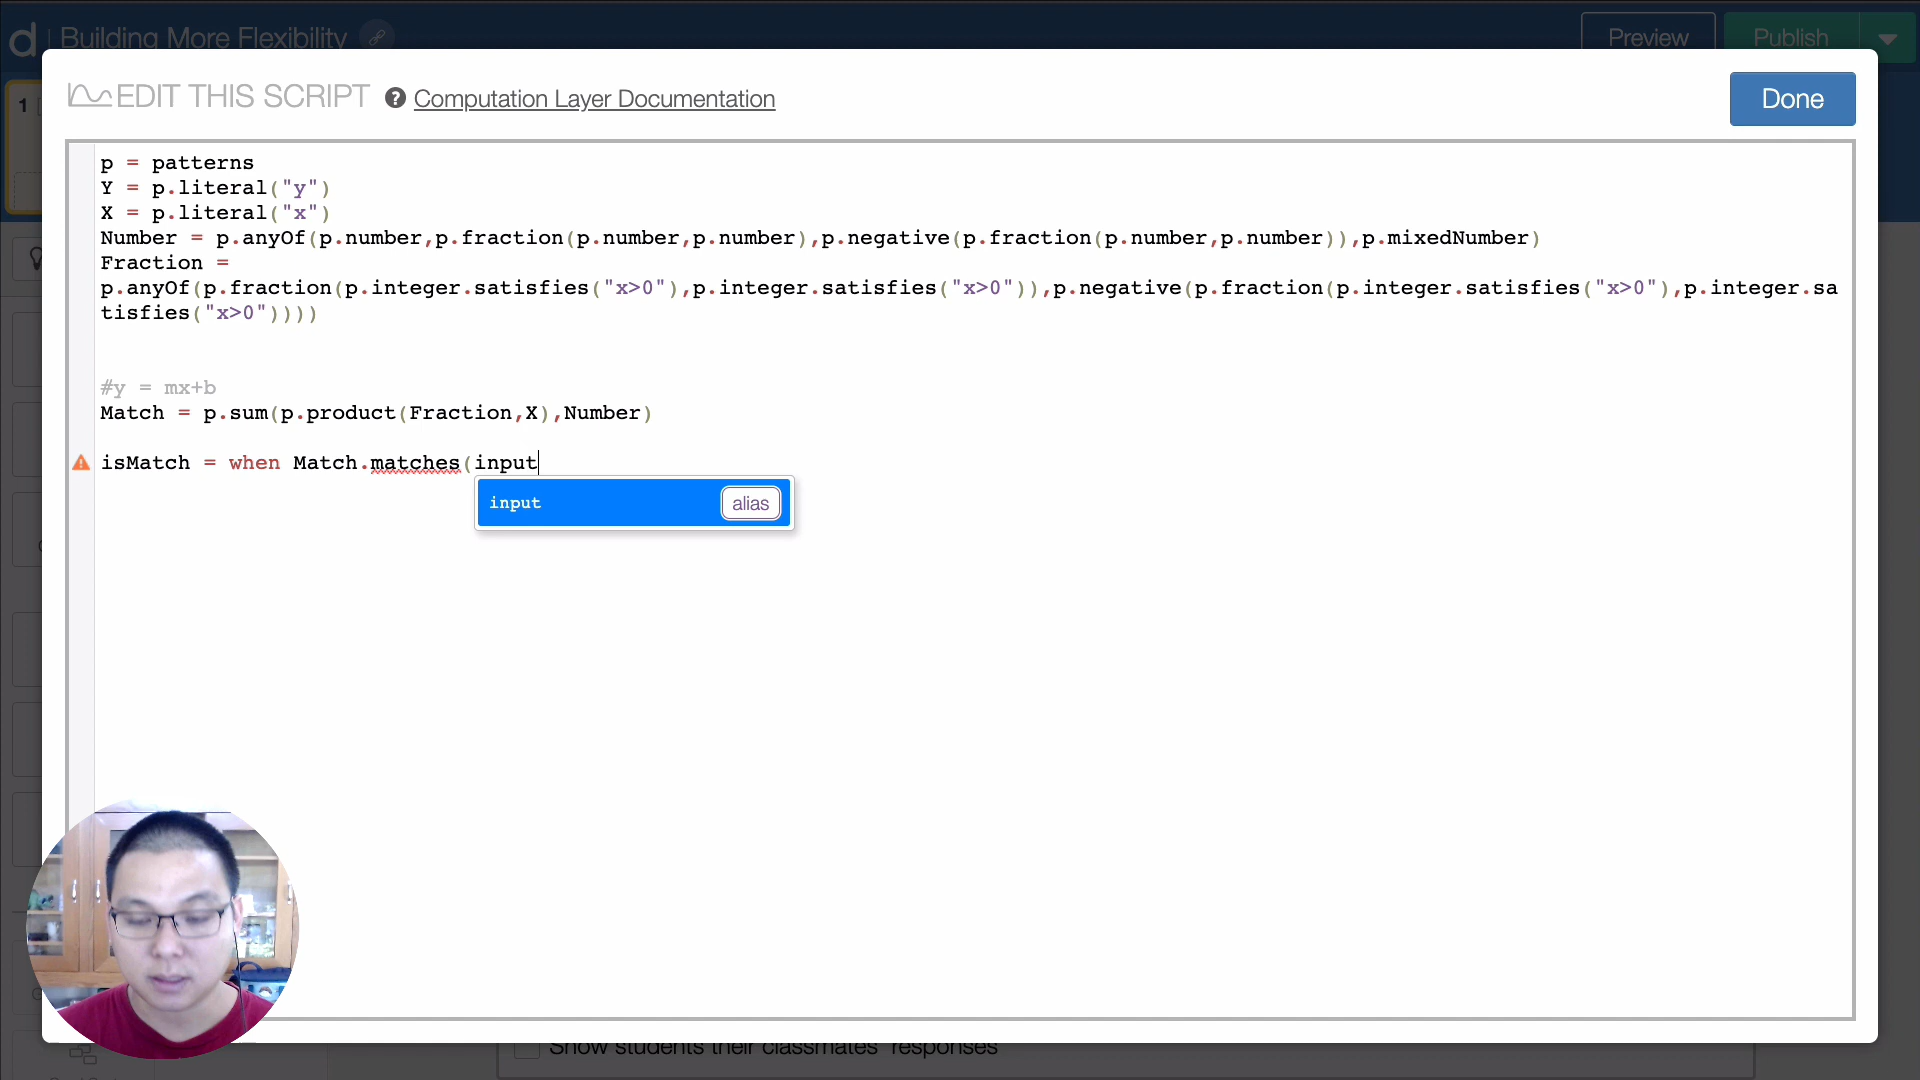 d | Building More Flexibility
Preview
Publish
1
EDIT THIS SCRIPT ? Computation Layer Documentation
Done
p = patterns
Y = p.literal("y")
X = p.literal("x")
Number = p.anyOf(p.number,p.fraction(p.number,p.number),p.negative(p.fraction(p.number,p.number)),p.mixedNumber)
Fraction =
p.anyOf(p.fraction(p.integer.satisfies("x>0"),p.integer.satisfies("x>0")),p.negative(p.fraction(p.integer.satisfies("x>0"),p.integer.sa
tisfies("x>0"))))
#y = mx+b
Match = p.sum(p.product(Fraction,X),Number)
isMatch = when Match.matches(input
input alias
Show students their classmates' responses